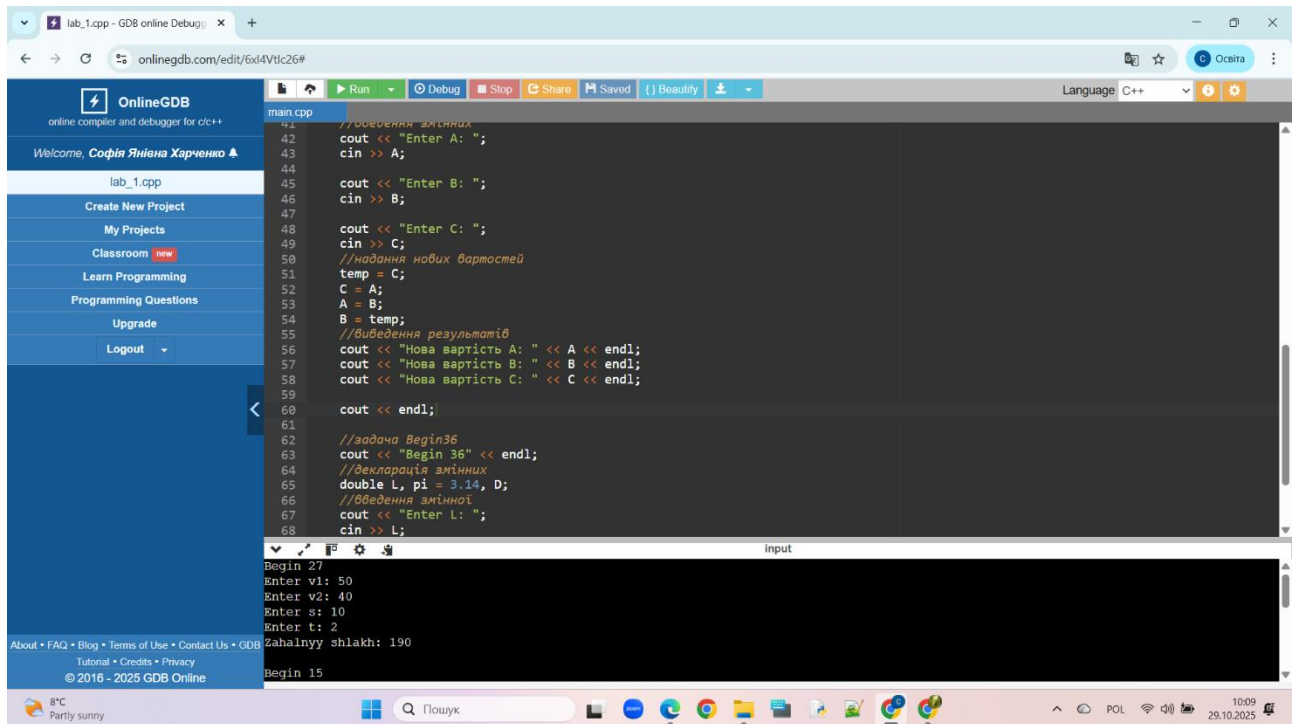 lab_1.cpp - GDB online Debugg
onlinegdb.com/edit/6xl4VtIc26#
C Освіта
OnlineGDB
online compiler and debugger for c/c++
Welcome, Софія Янівна Харченко
lab_1.cpp
Create New Project
My Projects
Classroom new
Learn Programming
Programming Questions
Upgrade
Logout
About • FAQ • Blog • Terms of Use • Contact Us • GDB
Tutorial • Credits • Privacy
© 2016 - 2025 GDB Online
Run Debug Stop Share Saved {} Beautify
Language C++
main.cpp
41 //введення змінних
42 cout << "Enter A: ";
43 cin >> A;
44
45 cout << "Enter B: ";
46 cin >> B;
47
48 cout << "Enter C: ";
49 cin >> C;
50 //надання нових вартостей
51 temp = C;
52 C = A;
53 A = B;
54 B = temp;
55 //виведення результатів
56 cout << "Нова вартість A: " << A << endl;
57 cout << "Нова вартість B: " << B << endl;
58 cout << "Нова вартість C: " << C << endl;
59
60 cout << endl;
61
62 //задача Begin36
63 cout << "Begin 36" << endl;
64 //декларація змінних
65 double L, pi = 3.14, D;
66 //введення змінної
67 cout << "Enter L: ";
68 cin >> L;
input
Begin 27
Enter v1: 50
Enter v2: 40
Enter s: 10
Enter t: 2
Zahalnyy shlakh: 190
Begin 15
8°C
Partly sunny
Пошук
zoom
POL
10:09
29.10.2025